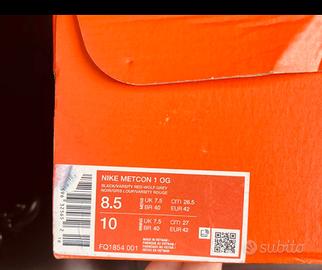 NIKE METCON 1 OG
BLACK/VARSITY RED-WOLF GREY
NOIR/GRIS LOUP/VARSITY ROUGE
8.5 UK 7.5 cm 26.5
BR 40 EUR 42
10 UK 7.5 cm 27
BR 40 EUR 42
FQ1854 001
subito